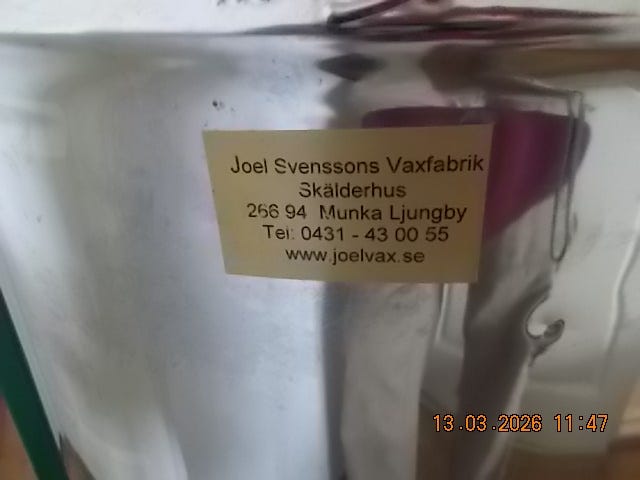 Joel Svenssons Vaxfabrik
Skälderhus
266 94 Munka Ljungby
Tel: 0431 - 43 00 55
www.joelvax.se
13.03.2026 11:47